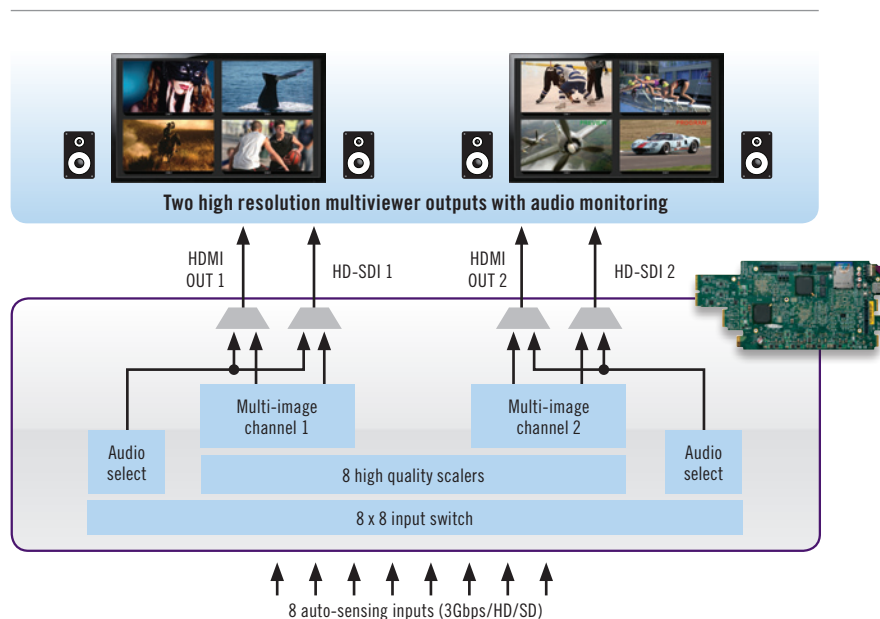 Two high resolution multiviewer outputs with audio monitoring
HDMI
OUT 1
HD-SDI 1
HDMI
OUT 2
HD-SDI 2
Multi-image
channel 1
Multi-image
channel 2
Audio
select
Audio
select
8 high quality scalers
8 x 8 input switch
8 auto-sensing inputs (3Gbps/HD/SD)